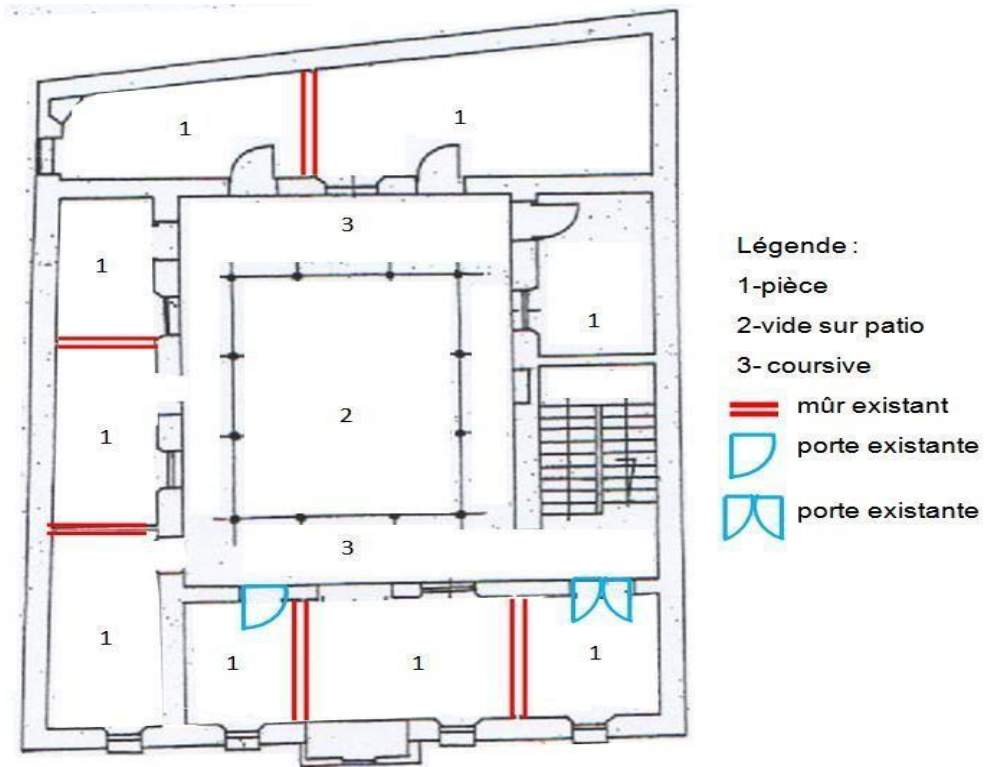 1
1
3
1
1
1
2
3
1
1
1
1
Légende :
1-pièce
2-vide sur patio
3- coursive
mûr existant
porte existante
porte existante